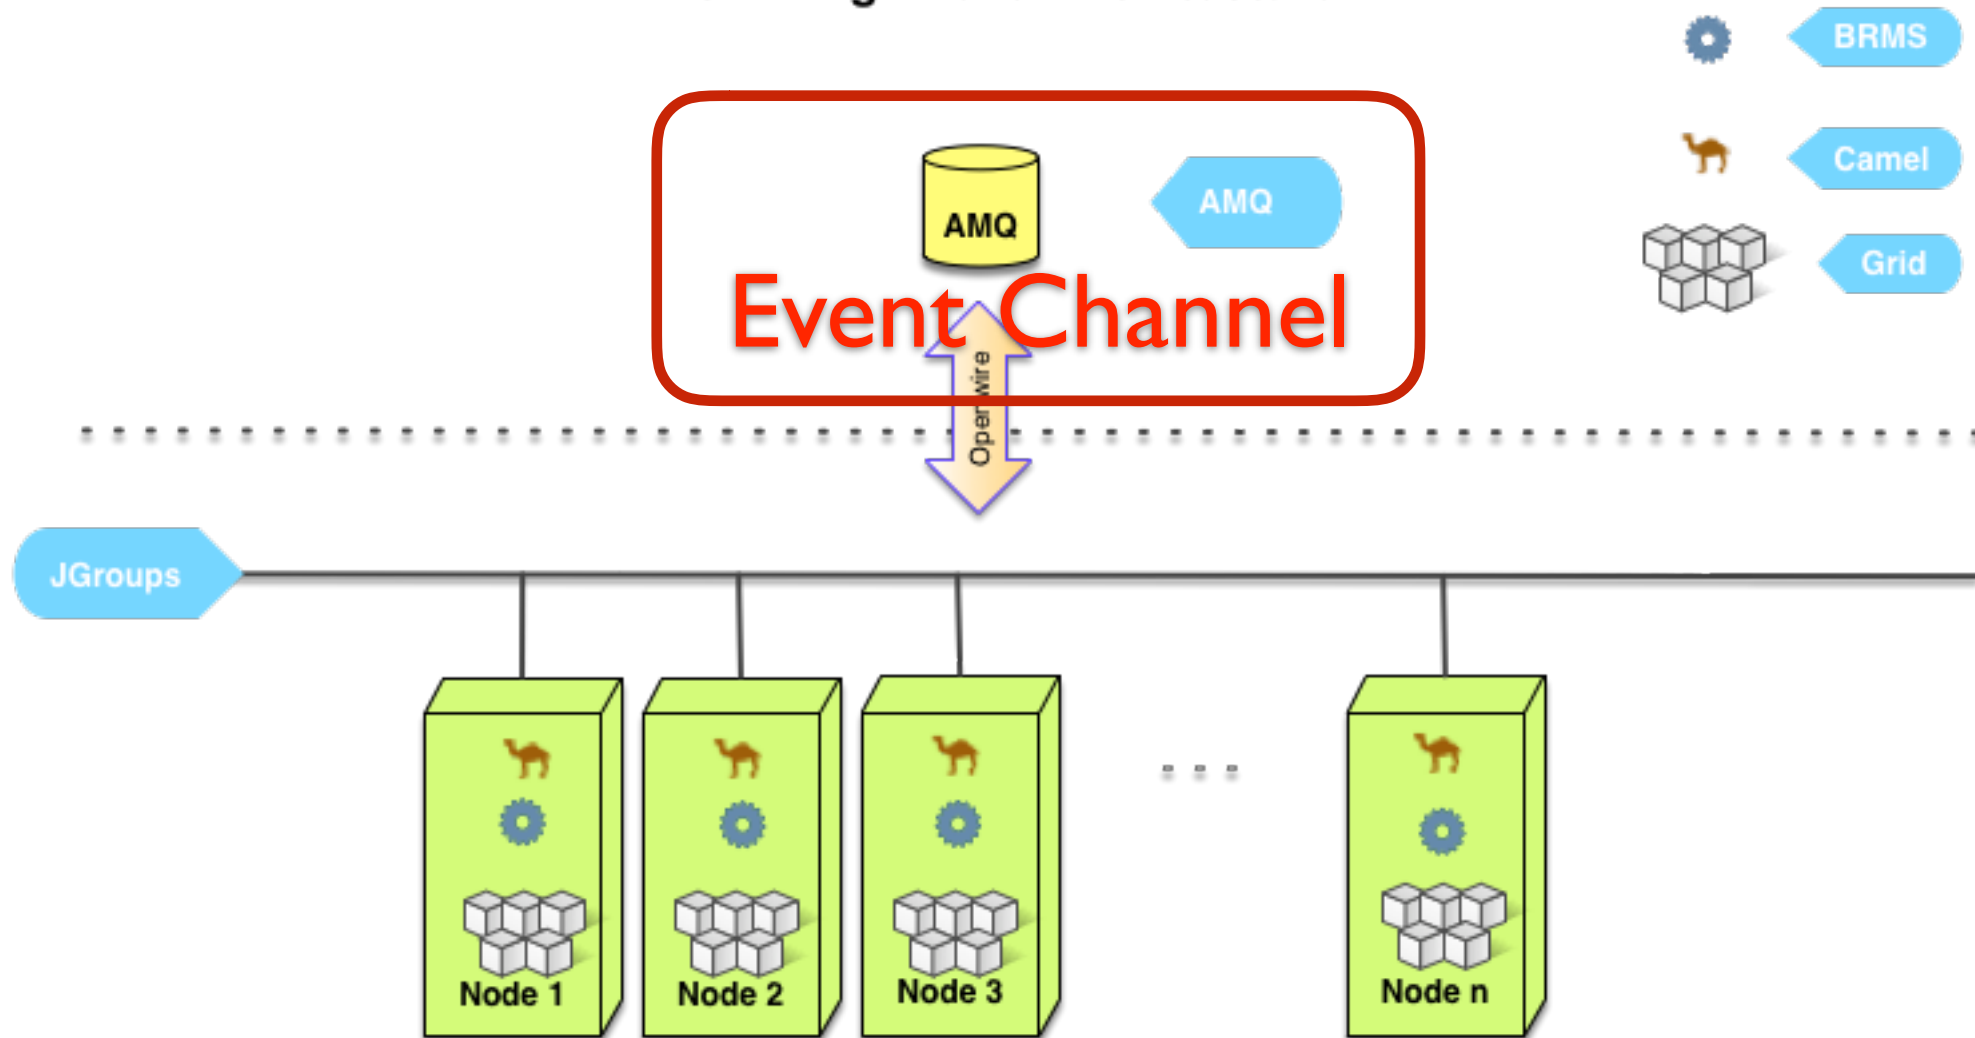 BRMS
Camel
Grid
AMQ
AMQ
Event Channel
Openwire
JGroups
Node 1
Node 2
Node 3
...
Node n